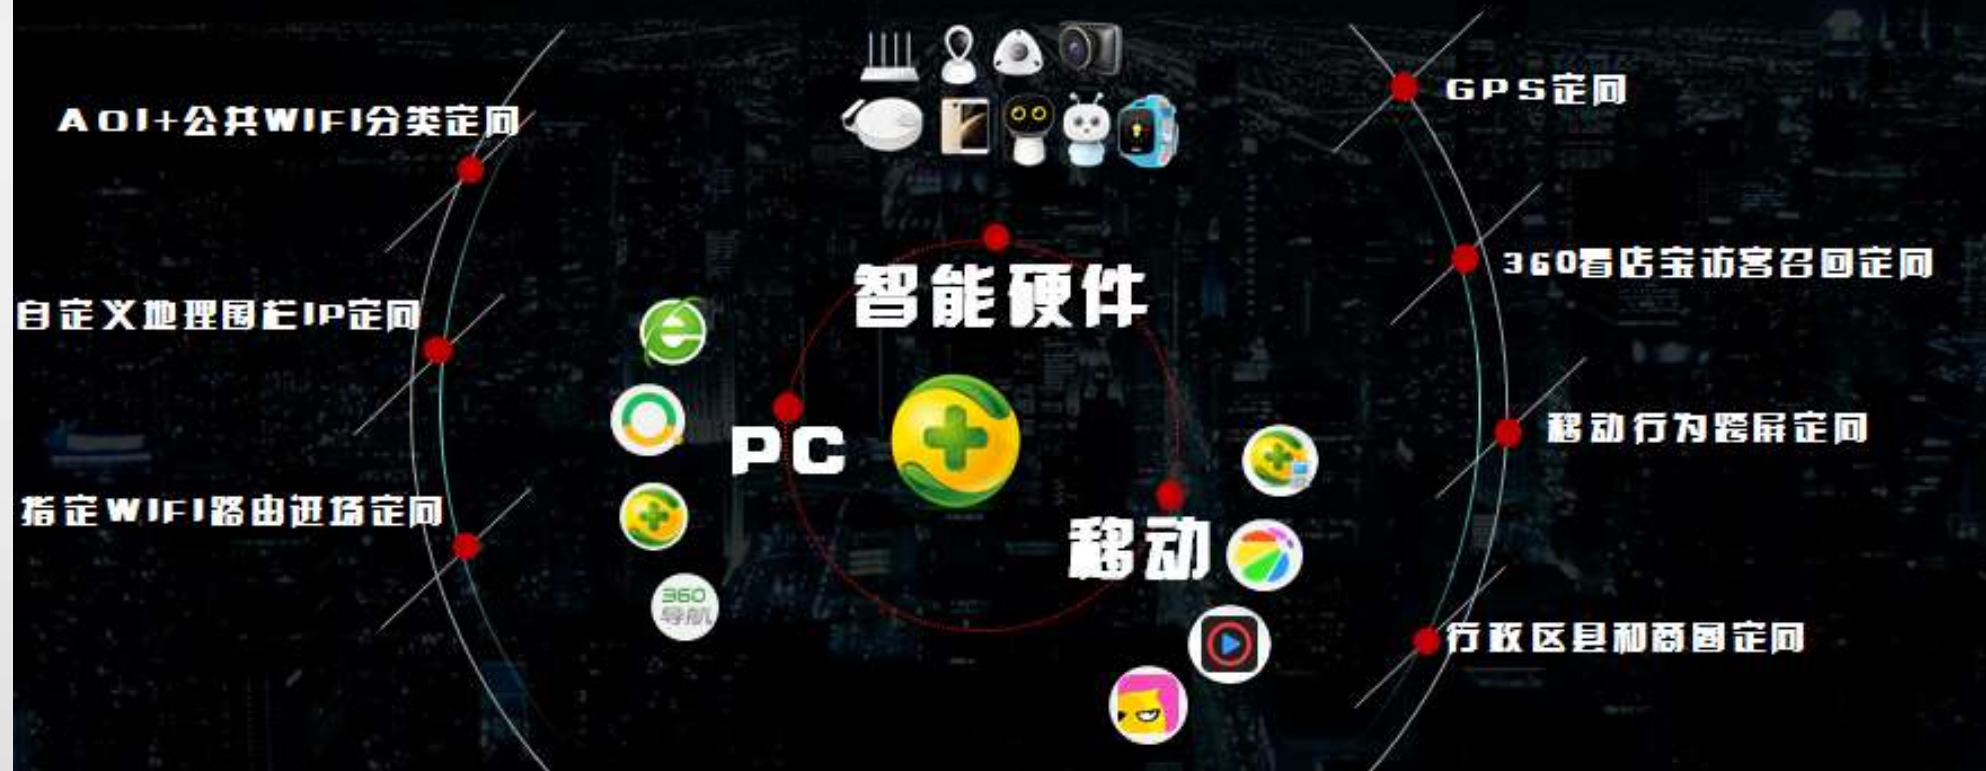 AOI+公共WIFI分类定向
自定义地理围栏IP定向
指定WIFI路由进场定向
智能硬件
PC
移动
360
导航
GPS定向
360看店宝访客召回定向
移动行为跨屏定向
行政区县和商圈定向